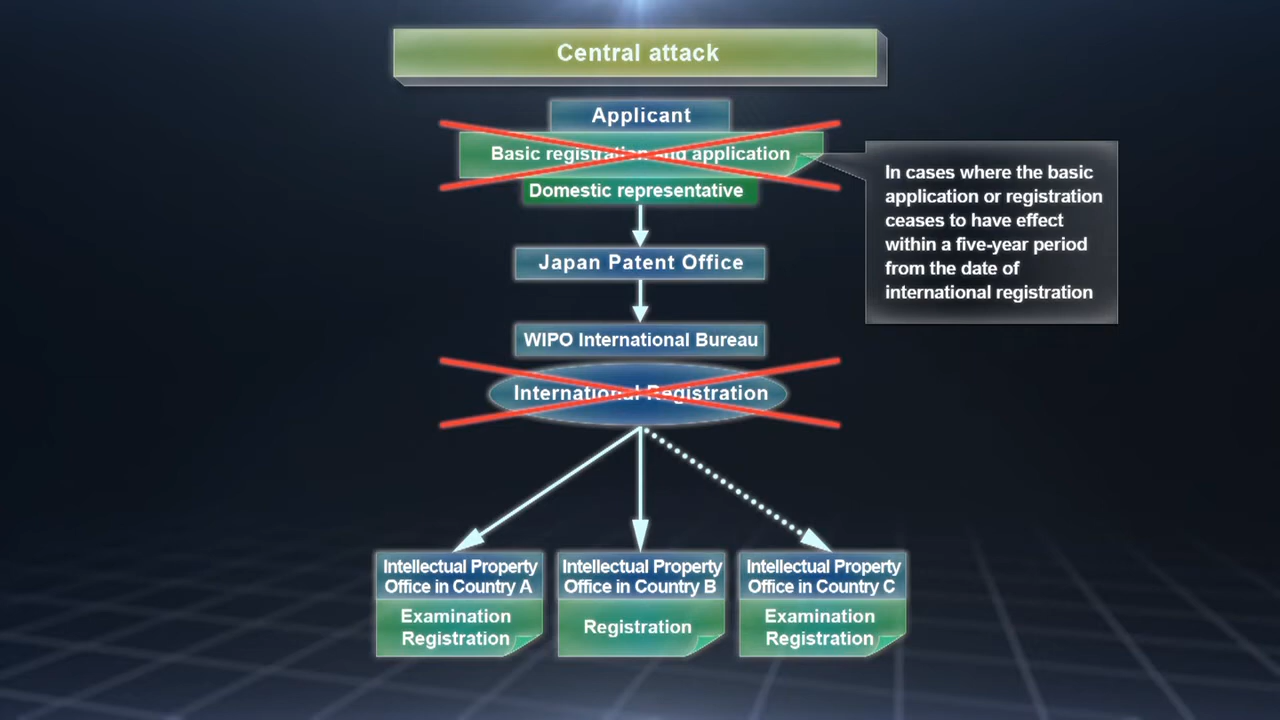 Central attack
Applicant
Basic registration and application
Domestic representative
In cases where the basic
application or registration
ceases to have effect
within a five-year period
from the date of
international registration
Japan Patent Office
WIPO International Bureau
International Registration
Intellectual Property
Office in Country A
Examination
Registration
Intellectual Property
Office in Country B
Registration
Intellectual Property
Office in Country C
Examination
Registration